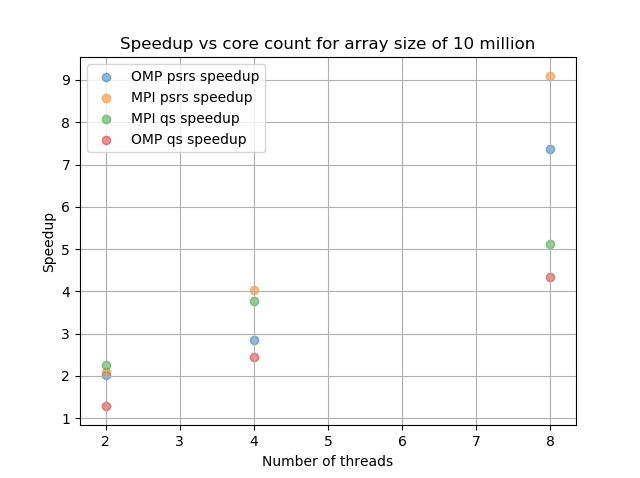 Speedup vs core count for array size of 10 million
OMP psrs speedup
MPI psrs speedup
MPI qs speedup
OMP qs speedup
9
8
7
6
5
4
3
2
1
Speedup
2 3 4 5 6 7 8
Number of threads